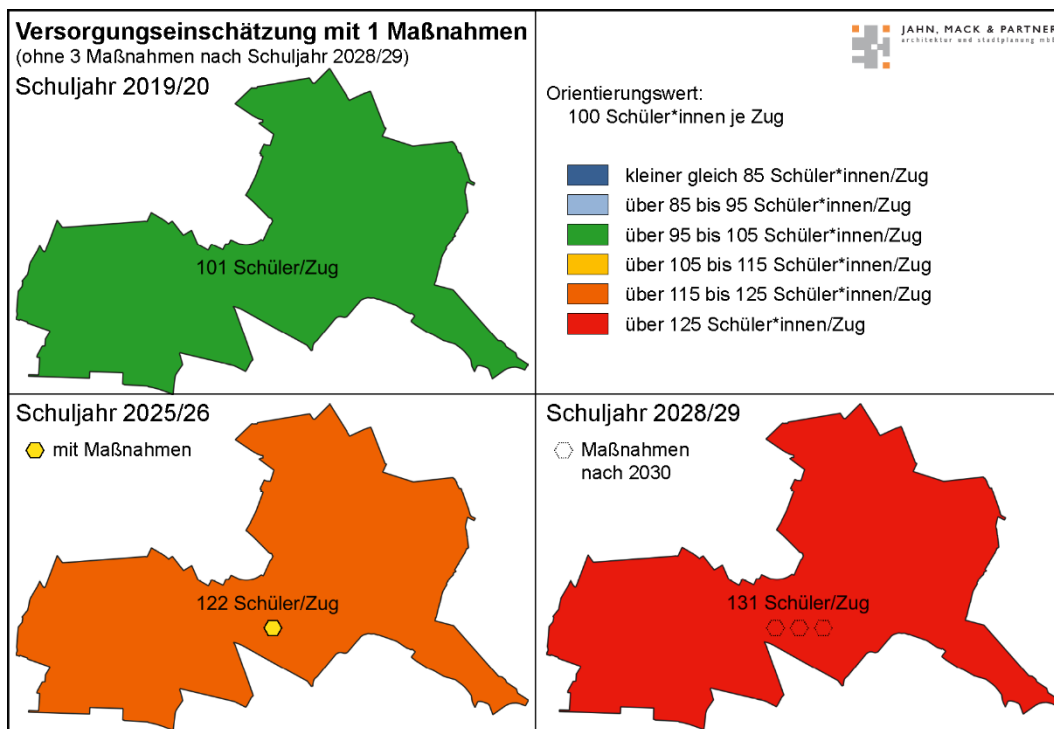 Versorgungseinschätzung mit 1 Maßnahmen
(ohne 3 Maßnahmen nach Schuljahr 2028/29)
Schuljahr 2019/20
101 Schüler/Zug
JAHN, MACK & PARTNER
architektur und stadtplanung mbB
Orientierungswert:
100 Schüler*innen je Zug
kleiner gleich 85 Schüler*innen/Zug
über 85 bis 95 Schüler*innen/Zug
über 95 bis 105 Schüler*innen/Zug
über 105 bis 115 Schüler*innen/Zug
über 115 bis 125 Schüler*innen/Zug
über 125 Schüler*innen/Zug
Schuljahr 2025/26
mit Maßnahmen
122 Schüler/Zug
Schuljahr 2028/29
Maßnahmen
nach 2030
131 Schüler/Zug